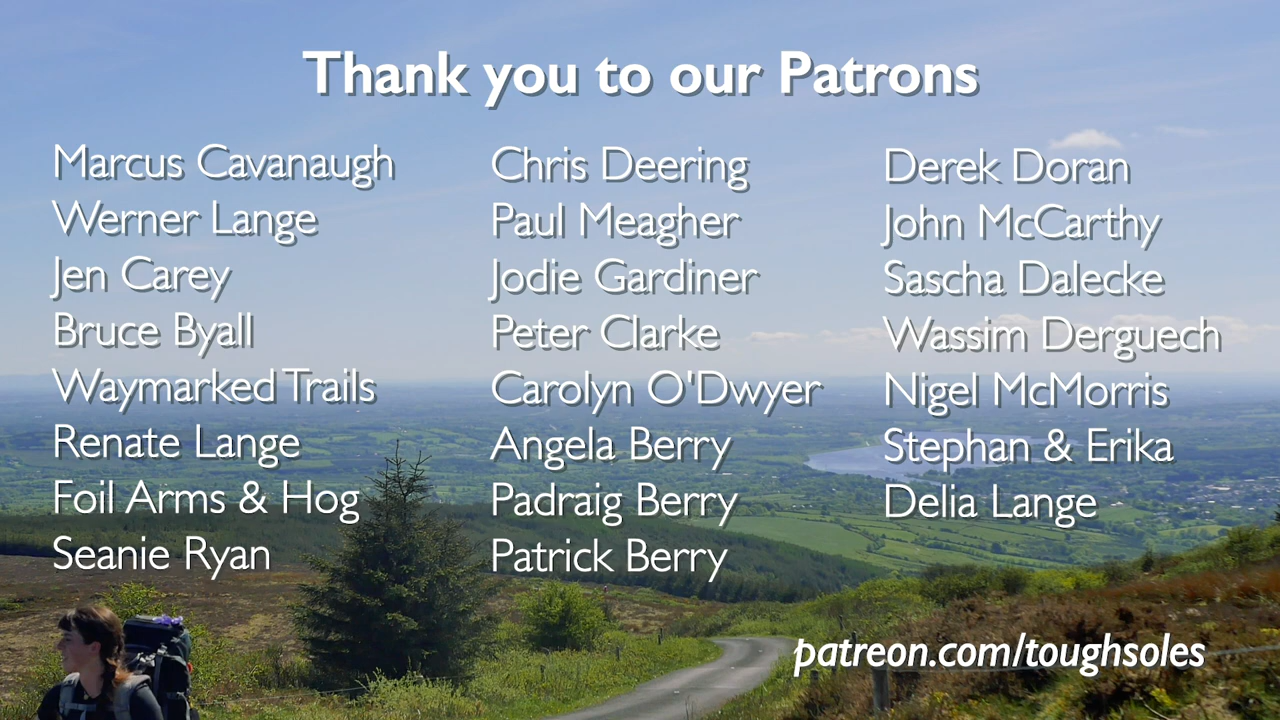 Thank you to our Patrons
Marcus Cavanaugh
Werner Lange
Jen Carey
Bruce Byall
Waymarked Trails
Renate Lange
Foil Arms & Hog
Seanie Ryan
Chris Deering
Paul Meagher
Jodie Gardiner
Peter Clarke
Carolyn O'Dwyer
Angela Berry
Padraig Berry
Patrick Berry
Derek Doran
John McCarthy
Sascha Dalecke
Wassim Derguech
Nigel McMorris
Stephan & Erika
Delia Lange
patreon.com/toughsoles